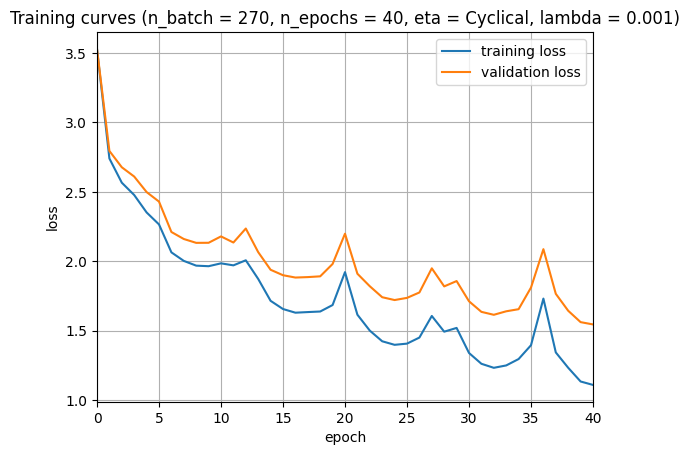 Training curves (n_batch = 270, n_epochs = 40, eta = Cyclical, lambda = 0.001)
training loss
validation loss
3.5
3.0
2.5
2.0
1.5
1.0
loss
0 5 10 15 20 25 30 35 40
epoch